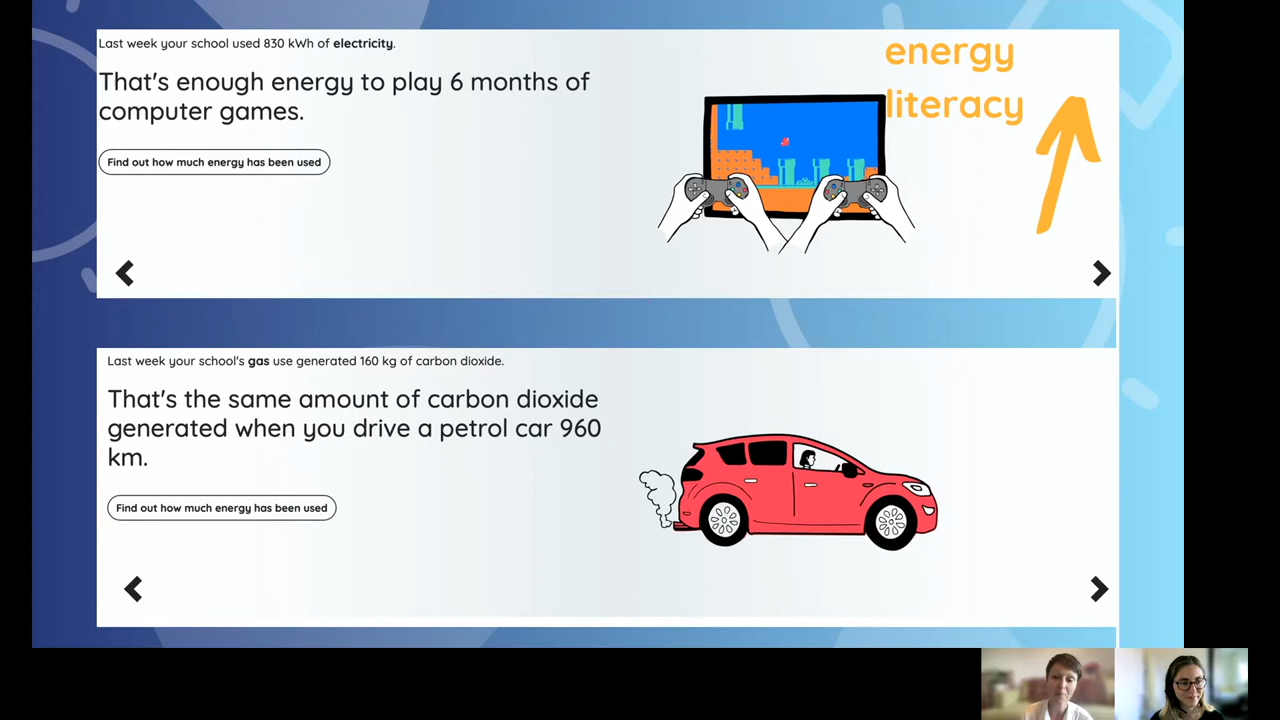 Last week your school used 830 kWh of electricity.
That's enough energy to play 6 months of
computer games.
Find out how much energy has been used
energy
literacy
Last week your school's gas use generated 160 kg of carbon dioxide.
That's the same amount of carbon dioxide
generated when you drive a petrol car 960
km.
Find out how much energy has been used